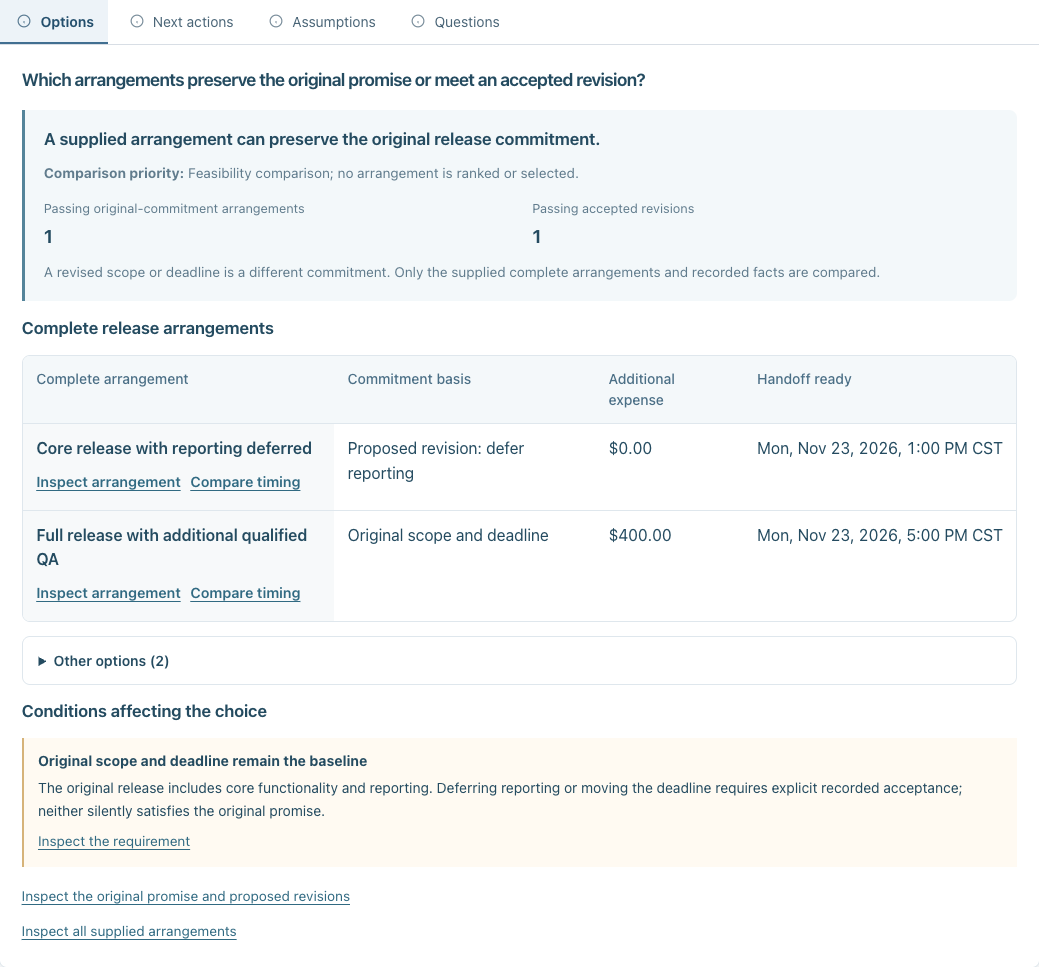 Options
Next actions
Assumptions
Questions
Which arrangements preserve the original promise or meet an accepted revision?
A supplied arrangement can preserve the original release commitment.
Comparison priority: Feasibility comparison; no arrangement is ranked or selected.
Passing original-commitment arrangements
Passing accepted revisions
1
1
A revised scope or deadline is a different commitment. Only the supplied complete arrangements and recorded facts are compared.
Complete release arrangements
Complete arrangement
Commitment basis
Additional
expense
Handoff ready
Core release with reporting deferred
Inspect arrangement Compare timing
Proposed revision: defer
reporting
$0.00
Mon, Nov 23, 2026, 1:00 PM CST
Full release with additional qualified
QA
Inspect arrangement Compare timing
Original scope and deadline
$400.00
Mon, Nov 23, 2026, 5:00 PM CST
Other options (2)
Conditions affecting the choice
Original scope and deadline remain the baseline
The original release includes core functionality and reporting. Deferring reporting or moving the deadline requires explicit recorded acceptance;
neither silently satisfies the original promise.
Inspect the requirement
Inspect the original promise and proposed revisions
Inspect all supplied arrangements